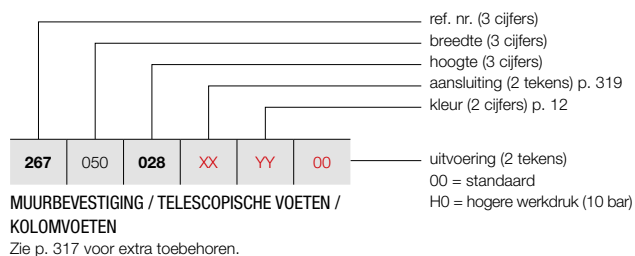 ref. nr. (3 cijfers)
breedte (3 cijfers)
hoogte (3 cijfers)
aansluiting (2 tekens) p. 319
kleur (2 cijfers) p. 12
267 050 028 XX YY 00
uitvoering (2 tekens)
00 = standaard
H0 = hogere werkdruk (10 bar)
MUURBEVESTIGING / TELESCOPISCHE VOETEN /
KOLOMVOETEN
Zie p. 317 voor extra toebehoren.